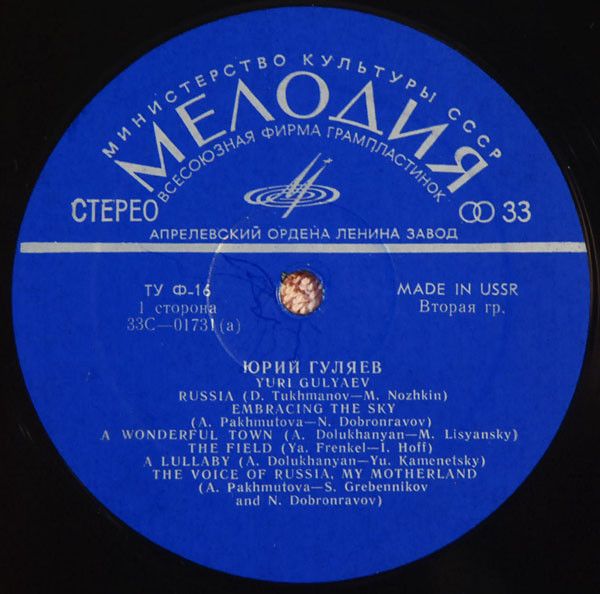 МИНИСТЕРСТВО КУЛЬТУРЫ СССР
МЕЛОДИЯ
ВСЕСОЮЗНАЯ ФИРМА ГРАМПЛАСТИНОК
СТЕРЕО
33
АПРЕЛЕВСКИЙ ОРДЕНА ЛЕНИНА ЗАВОД
ТУ Ф-16
1 сторона
33С—01731(а)
MADE IN USSR
Вторая гр.
ЮРИЙ ГУЛЯЕВ
YURI GULYAEV
RUSSIA (D. Tukhmanov—M. Nozhkin)
EMBRACING THE SKY
(A. Pakhmutova—N. Dobronravov)
A WONDERFUL TOWN (A. Dolukhanyan—M. Lisyansky)
THE FIELD (Ya. Frenkel—I. Hoff)
A LULLABY (A. Dolukhanyan—Yu. Kamenetsky)
THE VOICE OF RUSSIA, MY MOTHERLAND
(A. Pakhmutova—S. Grebennikov
and N. Dobronravov)